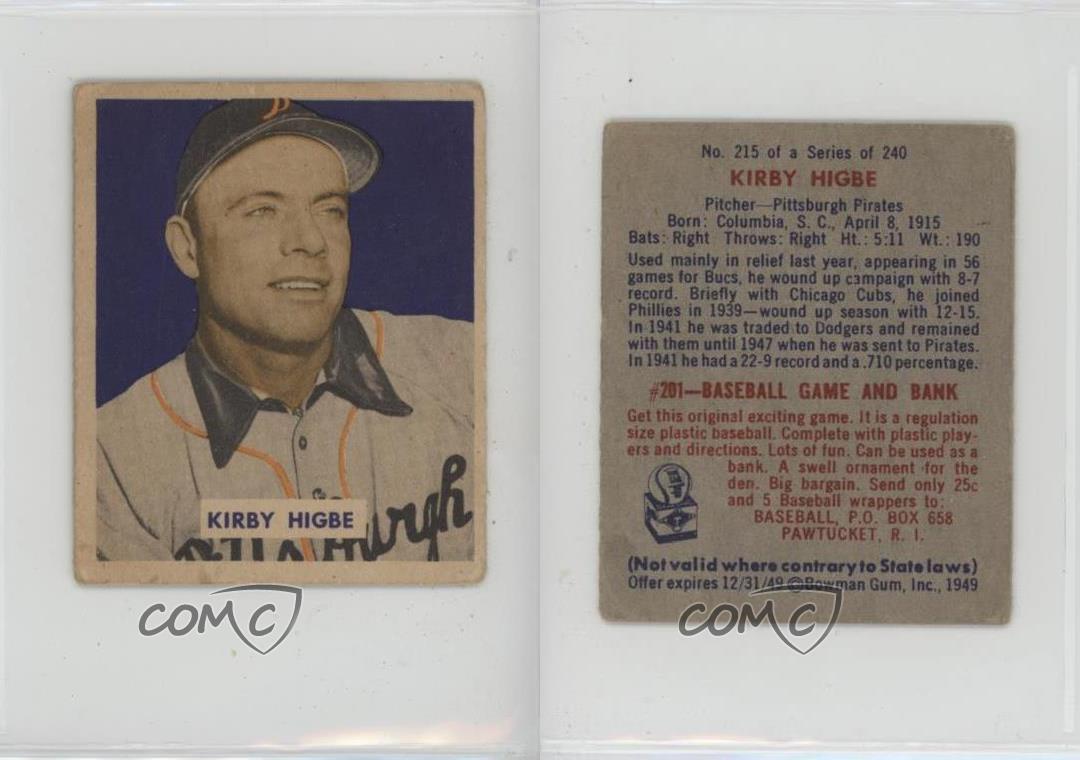 P
KIRBY HIGBE
Pittsburgh
COMC
No. 215 of a Series of 240
KIRBY HIGBE
Pitcher—Pittsburgh Pirates
Born: Columbia, S. C., April 8, 1915
Bats: Right Throws: Right Ht.: 5:11 Wt.: 190
Used mainly in relief last year, appearing in 56
games for Bucs, he wound up campaign with 8-7
record. Briefly with Chicago Cubs, he joined
Phillies in 1939—wound up season with 12-15.
In 1941 he was traded to Dodgers and remained
with them until 1947 when he was sent to Pirates.
In 1941 he had a 22-9 record and a .710 percentage.
#201—BASEBALL GAME AND BANK
Get this original exciting game. It is a regulation
size plastic baseball. Complete with plastic play-
ers and directions. Lots of fun. Can be used as a
bank. A swell ornament for the
den. Big bargain. Send only 25c
and 5 Baseball wrappers to:
BASEBALL, P.O. BOX 658
PAWTUCKET, R. I.
(Not valid where contrary to State laws)
Offer expires 12/31/49 ©Bowman Gum, Inc., 1949
COMC